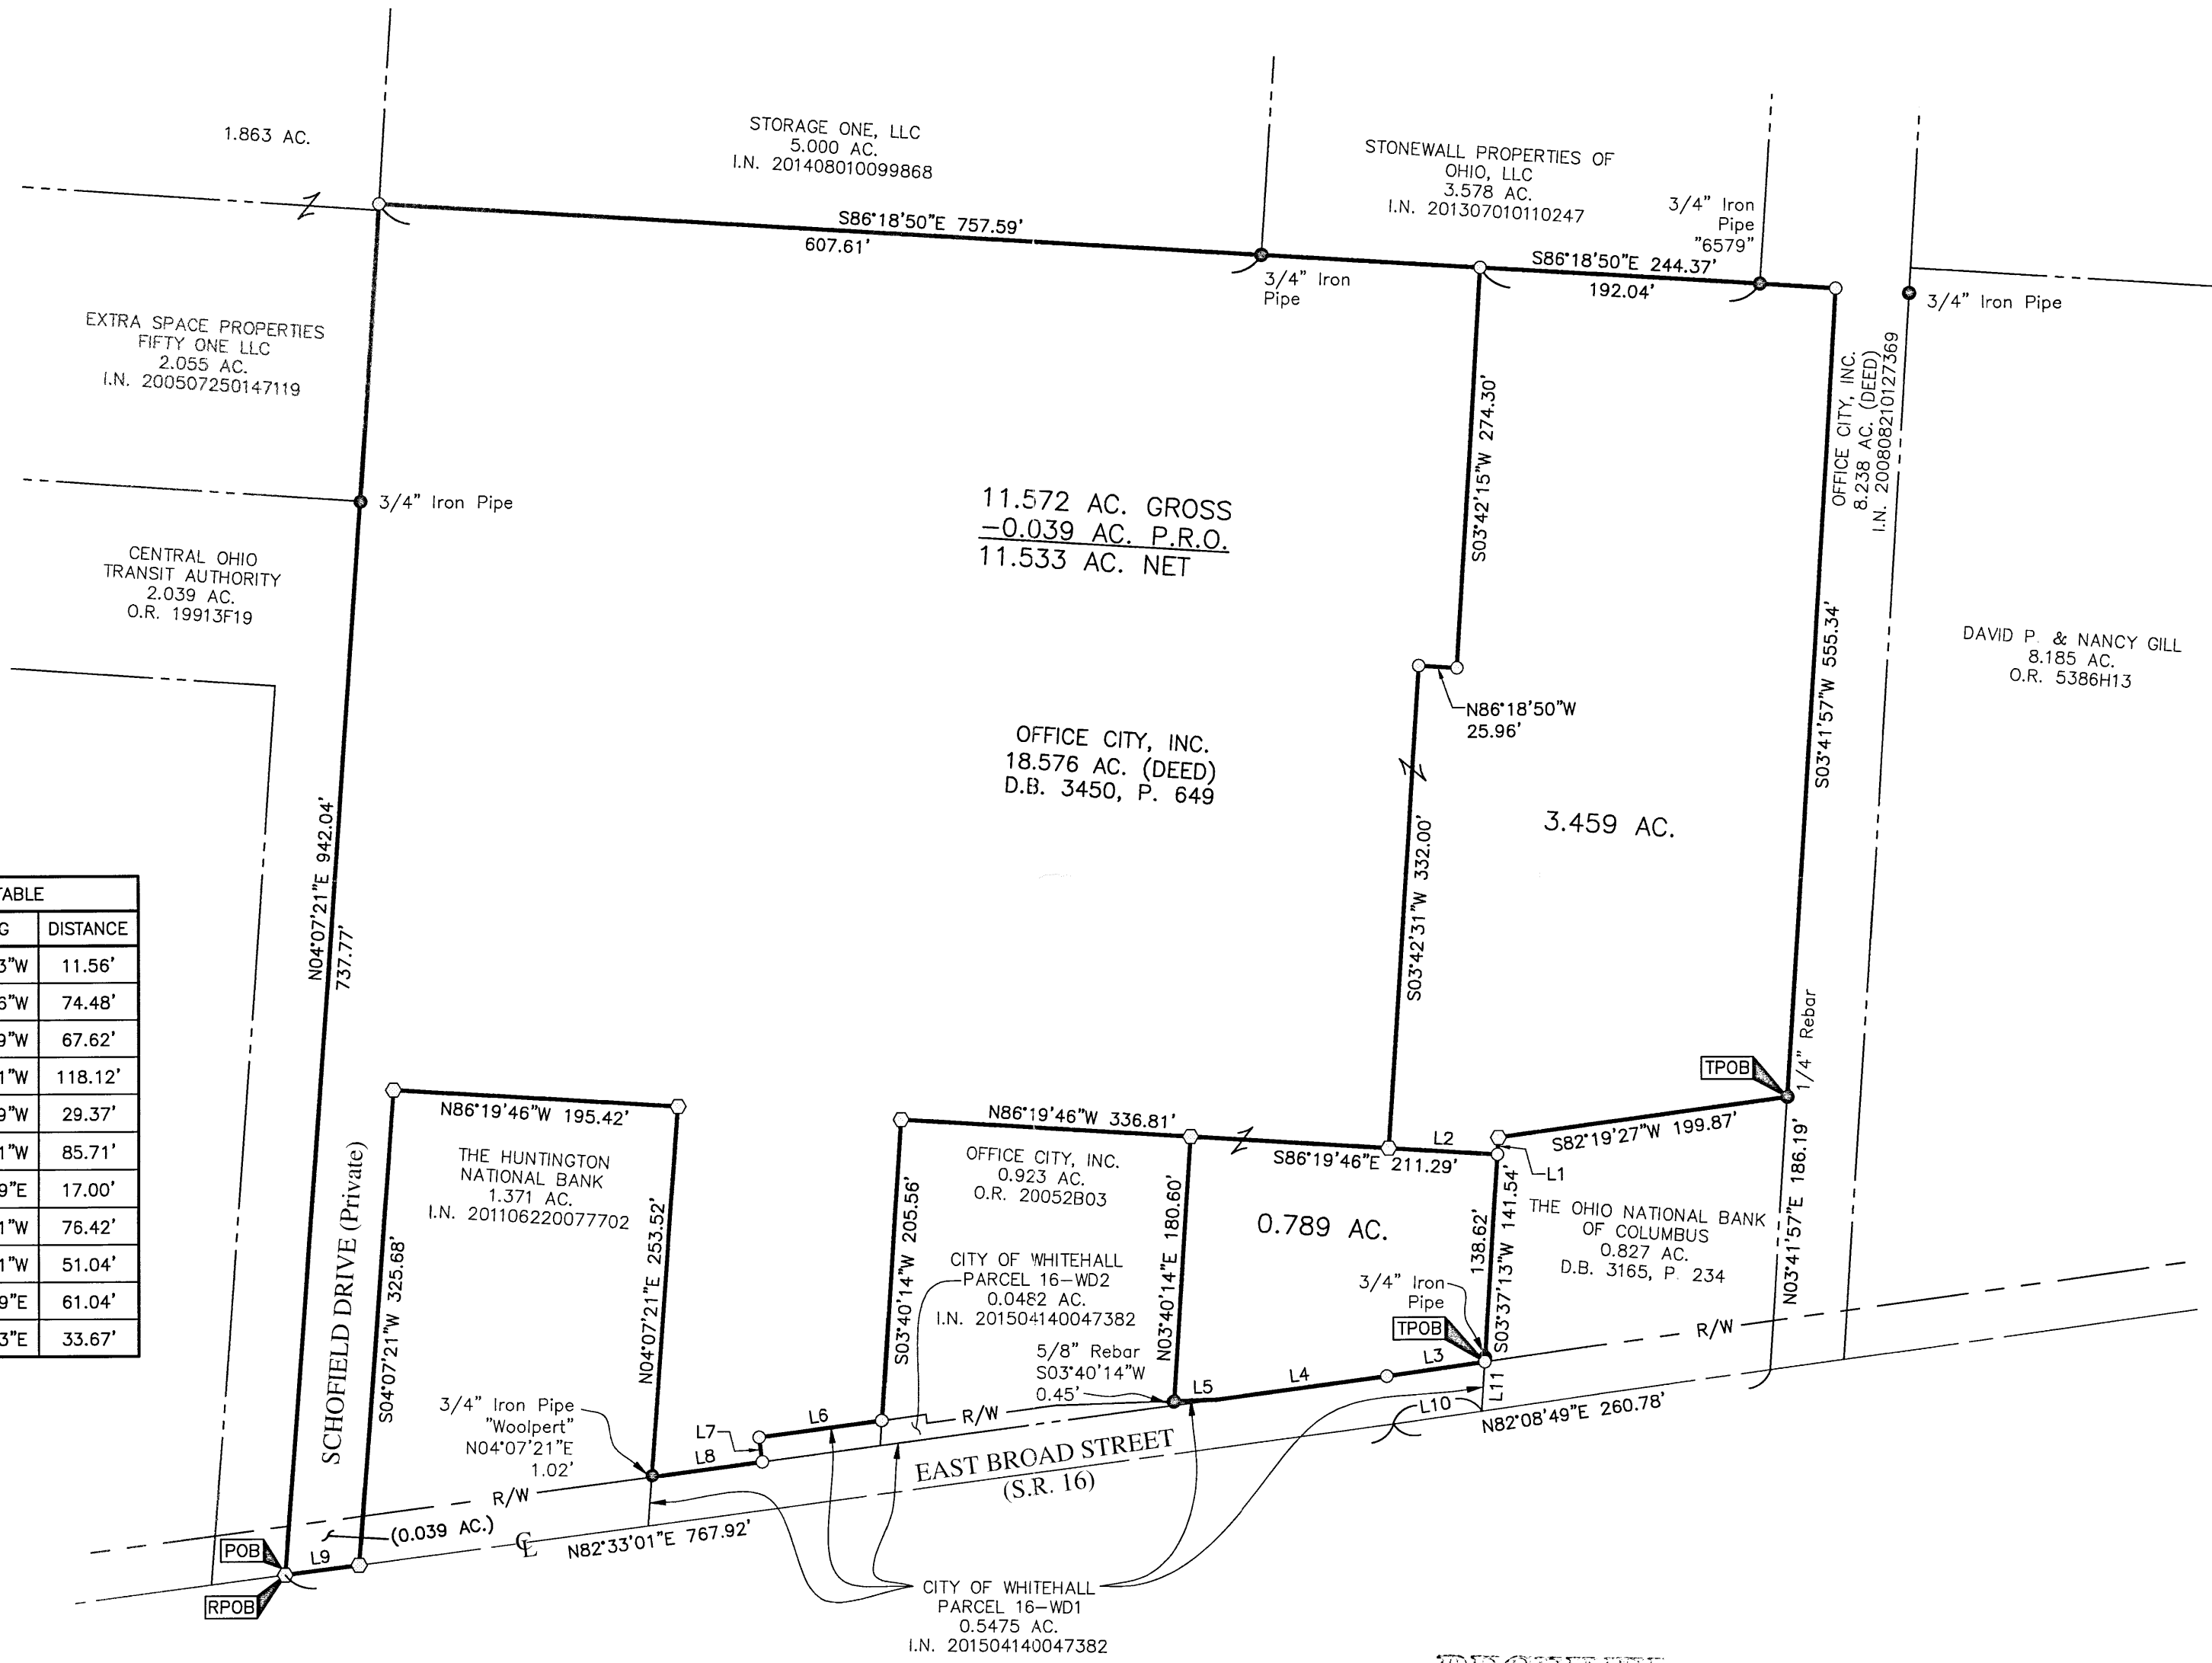 1.863 AC.
STORAGE ONE, LLC
5.000 AC.
I.N. 201408010099868
STONEWALL PROPERTIES OF
OHIO, LLC
3.578 AC.
I.N. 201307010110247
3/4" Iron
Pipe
"6579"
S86°18'50"E 757.59'
607.61'
3/4" Iron
Pipe
S86°18'50"E 244.37'
192.04'
3/4" Iron Pipe
EXTRA SPACE PROPERTIES
FIFTY ONE LLC
2.055 AC.
I.N. 200507250147119
OFFICE CITY, INC.
8.238 AC. (DEED)
I.N. 200808210127369
S03°42'15"W 274.30'
3/4" Iron Pipe
11.572 AC. GROSS
–0.039 AC. P.R.O.
11.533 AC. NET
CENTRAL OHIO
TRANSIT AUTHORITY
2.039 AC.
O.R. 19913F19
S03°41'57"W 555.34'
DAVID P. & NANCY GILL
8.185 AC.
O.R. 5386H13
N86°18'50"W
25.96'
OFFICE CITY, INC.
18.576 AC. (DEED)
D.B. 3450, P. 649
3.459 AC.
N04°07'21"E 942.04'
737.77'
S03°42'31"W 332.00'
TABLE
G DISTANCE
3"W 11.56'
6"W 74.48'
9"W 67.62'
1"W 118.12'
9"W 29.37'
1"W 85.71'
9"E 17.00'
1"W 76.42'
1"W 51.04'
9"E 61.04'
3"E 33.67'
1/4" Rebar
TPOB
N86°19'46"W 195.42'
N86°19'46"W 336.81'
L2
S86°19'46"E 211.29'
S82°19'27"W 199.87'
L1
THE HUNTINGTON
NATIONAL BANK
1.371 AC.
I.N. 201106220077702
OFFICE CITY, INC.
0.923 AC.
O.R. 20052B03
0.789 AC.
THE OHIO NATIONAL BANK
OF COLUMBUS
0.827 AC.
D.B. 3165, P. 234
N03°41'57"E 186.19'
SCHOFIELD DRIVE (Private)
S04°07'21"W 325.68'
N04°07'21"E 253.52'
S03°40'14"W 205.56'
N03°40'14"E 180.60'
138.62'
S03°37'13"W 141.54'
CITY OF WHITEHALL
PARCEL 16–WD2
0.0482 AC.
I.N. 201504140047382
3/4" Iron
Pipe
TPOB
5/8" Rebar
S03°40'14"W
0.45'
R/W
L3
L4
L5
L11
L10
N82°08'49"E 260.78'
3/4" Iron Pipe
"Woolpert"
N04°07'21"E
1.02'
L7
L6
R/W
L8
EAST BROAD STREET
(S.R. 16)
R/W
(0.039 AC.)
POB
L9
RPOB
CL
N82°33'01"E 767.92'
CITY OF WHITEHALL
PARCEL 16–WD1
0.5475 AC.
I.N. 201504140047382